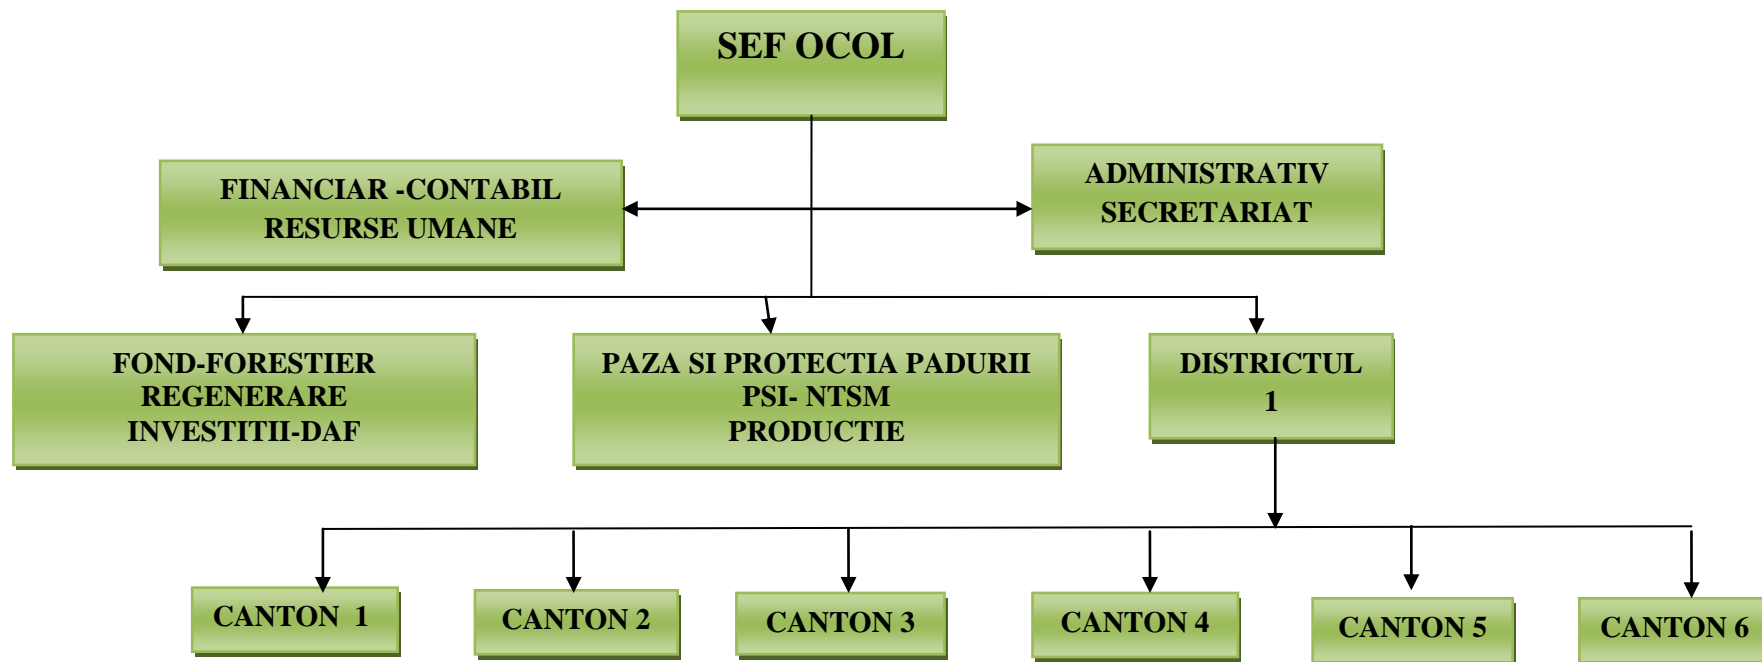 SEF OCOL
FINANCIAR -CONTABIL
RESURSE UMANE
ADMINISTRATIV
SECRETARIAT
FOND-FORESTIER
REGENERARE
INVESTITII-DAF
PAZA SI PROTECTIA PADURII
PSI- NTSM
PRODUCTIE
DISTRICTUL
1
CANTON 1
CANTON 2
CANTON 3
CANTON 4
CANTON 5
CANTON 6